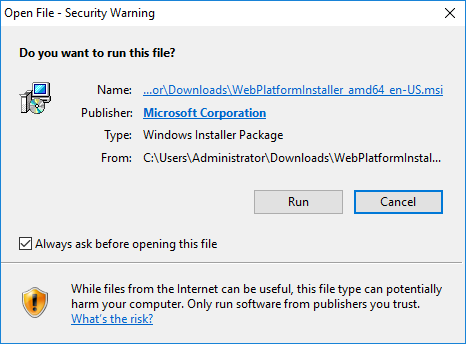 Open File - Security Warning
Do you want to run this file?
Name: ...or\Downloads\WebPlatformInstaller_amd64_en-US.msi
Publisher: Microsoft Corporation
Type: Windows Installer Package
From: C:\Users\Administrator\Downloads\WebPlatformInstal...
Run Cancel
Always ask before opening this file
While files from the Internet can be useful, this file type can potentially
harm your computer. Only run software from publishers you trust.
What's the risk?